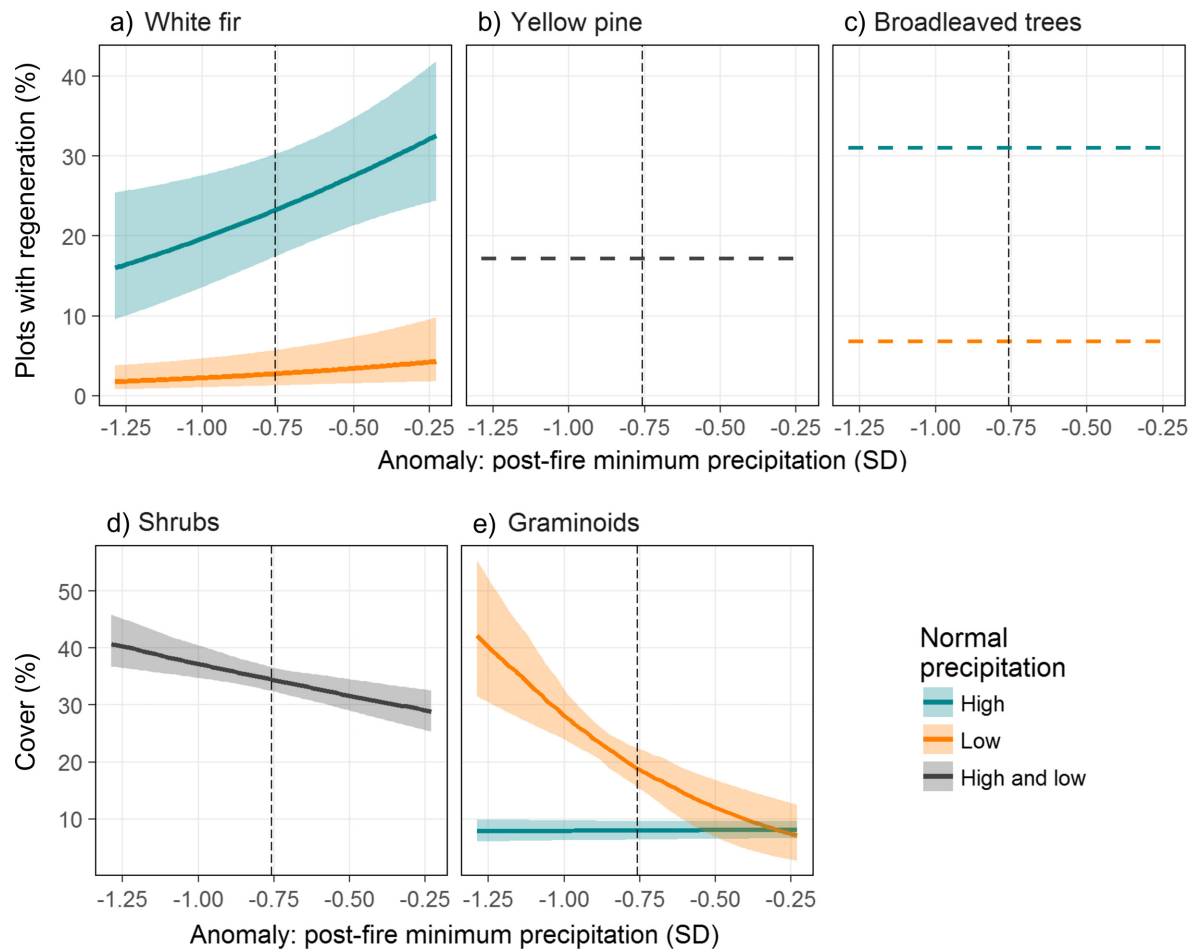 a) White fir
b) Yellow pine
c) Broadleaved trees
Plots with regeneration (%)
40
30
20
10
0
-1.25 -1.00 -0.75 -0.50 -0.25
-1.25 -1.00 -0.75 -0.50 -0.25
-1.25 -1.00 -0.75 -0.50 -0.25
Anomaly: post-fire minimum precipitation (SD)
d) Shrubs
e) Graminoids
Cover (%)
50
40
30
20
10
-1.25 -1.00 -0.75 -0.50 -0.25
-1.25 -1.00 -0.75 -0.50 -0.25
Anomaly: post-fire minimum precipitation (SD)
Normal
precipitation
High
Low
High and low